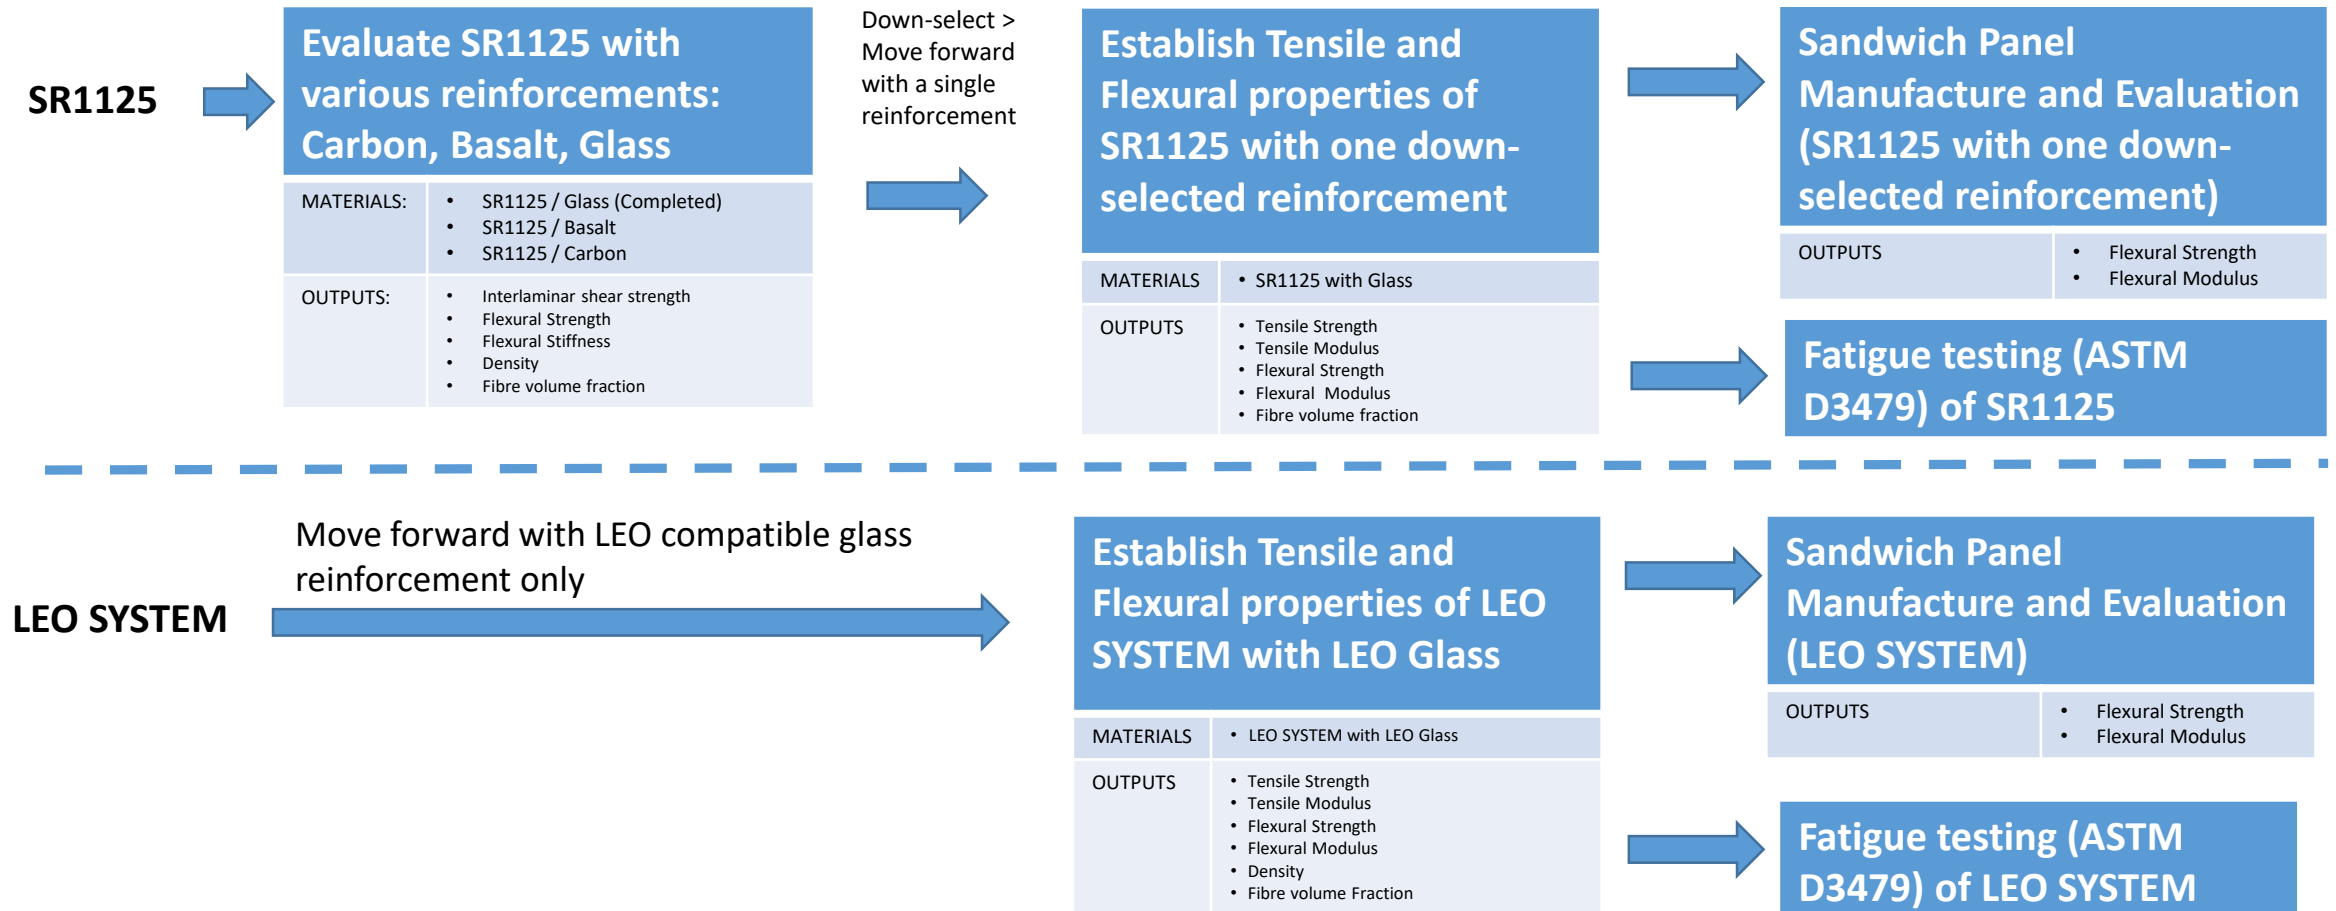 SR1125
Evaluate SR1125 with
various reinforcements:
Carbon, Basalt, Glass
MATERIALS:
• SR1125 / Glass (Completed)
• SR1125 / Basalt
• SR1125 / Carbon
OUTPUTS:
• Interlaminar shear strength
• Flexural Strength
• Flexural Stiffness
• Density
• Fibre volume fraction
Down-select >
Move forward
with a single
reinforcement
Establish Tensile and
Flexural properties of
SR1125 with one down-
selected reinforcement
MATERIALS
• SR1125 with Glass
OUTPUTS
• Tensile Strength
• Tensile Modulus
• Flexural Strength
• Flexural  Modulus
• Fibre volume fraction
Sandwich Panel
Manufacture and Evaluation
(SR1125 with one down-
selected reinforcement)
OUTPUTS
• Flexural Strength
• Flexural Modulus
Fatigue testing (ASTM
D3479) of SR1125
LEO SYSTEM
Move forward with LEO compatible glass
reinforcement only
Establish Tensile and
Flexural properties of LEO
SYSTEM with LEO Glass
MATERIALS
• LEO SYSTEM with LEO Glass
OUTPUTS
• Tensile Strength
• Tensile Modulus
• Flexural Strength
• Flexural Modulus
• Density
• Fibre volume Fraction
Sandwich Panel
Manufacture and Evaluation
(LEO SYSTEM)
OUTPUTS
• Flexural Strength
• Flexural Modulus
Fatigue testing (ASTM
D3479) of LEO SYSTEM